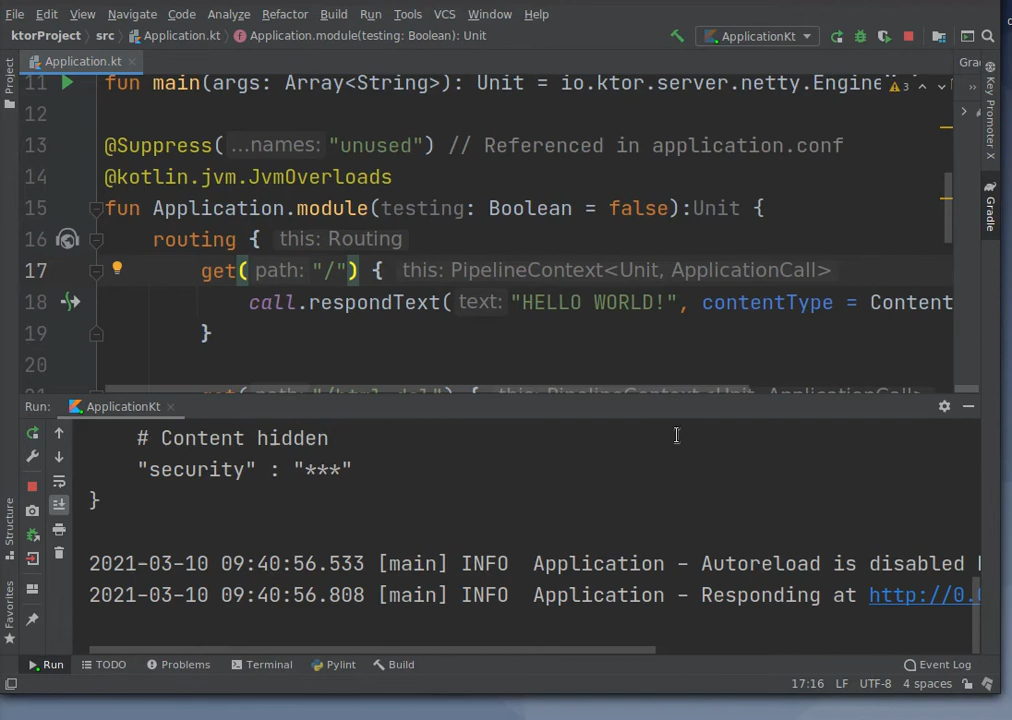 File Edit View Navigate Code Analyze Refactor Build Run Tools VCS Window Help
ktorProject src Application.kt Application.module(testing: Boolean): Unit ApplicationKt
Application.kt
Project
Key Promoter X
Gradle
11 fun main(args: Array<String>): Unit = io.ktor.server.netty.Engine 3
12
13 @Suppress( ...names: "unused") // Referenced in application.conf
14 @kotlin.jvm.JvmOverloads
15 fun Application.module(testing: Boolean = false):Unit {
16 routing { this: Routing
17 get( path: "/") { this: PipelineContext<Unit, ApplicationCall>
18 call.respondText( text: "HELLO WORLD!", contentType = Content
19 }
20
Run: ApplicationKt
# Content hidden
"security" : "***"
}
2021-03-10 09:40:56.533 [main] INFO Application - Autoreload is disabled
2021-03-10 09:40:56.808 [main] INFO Application - Responding at http://0.
Structure
Favorites
Run TODO Problems Terminal Pylint Build Event Log
17:16 LF UTF-8 4 spaces